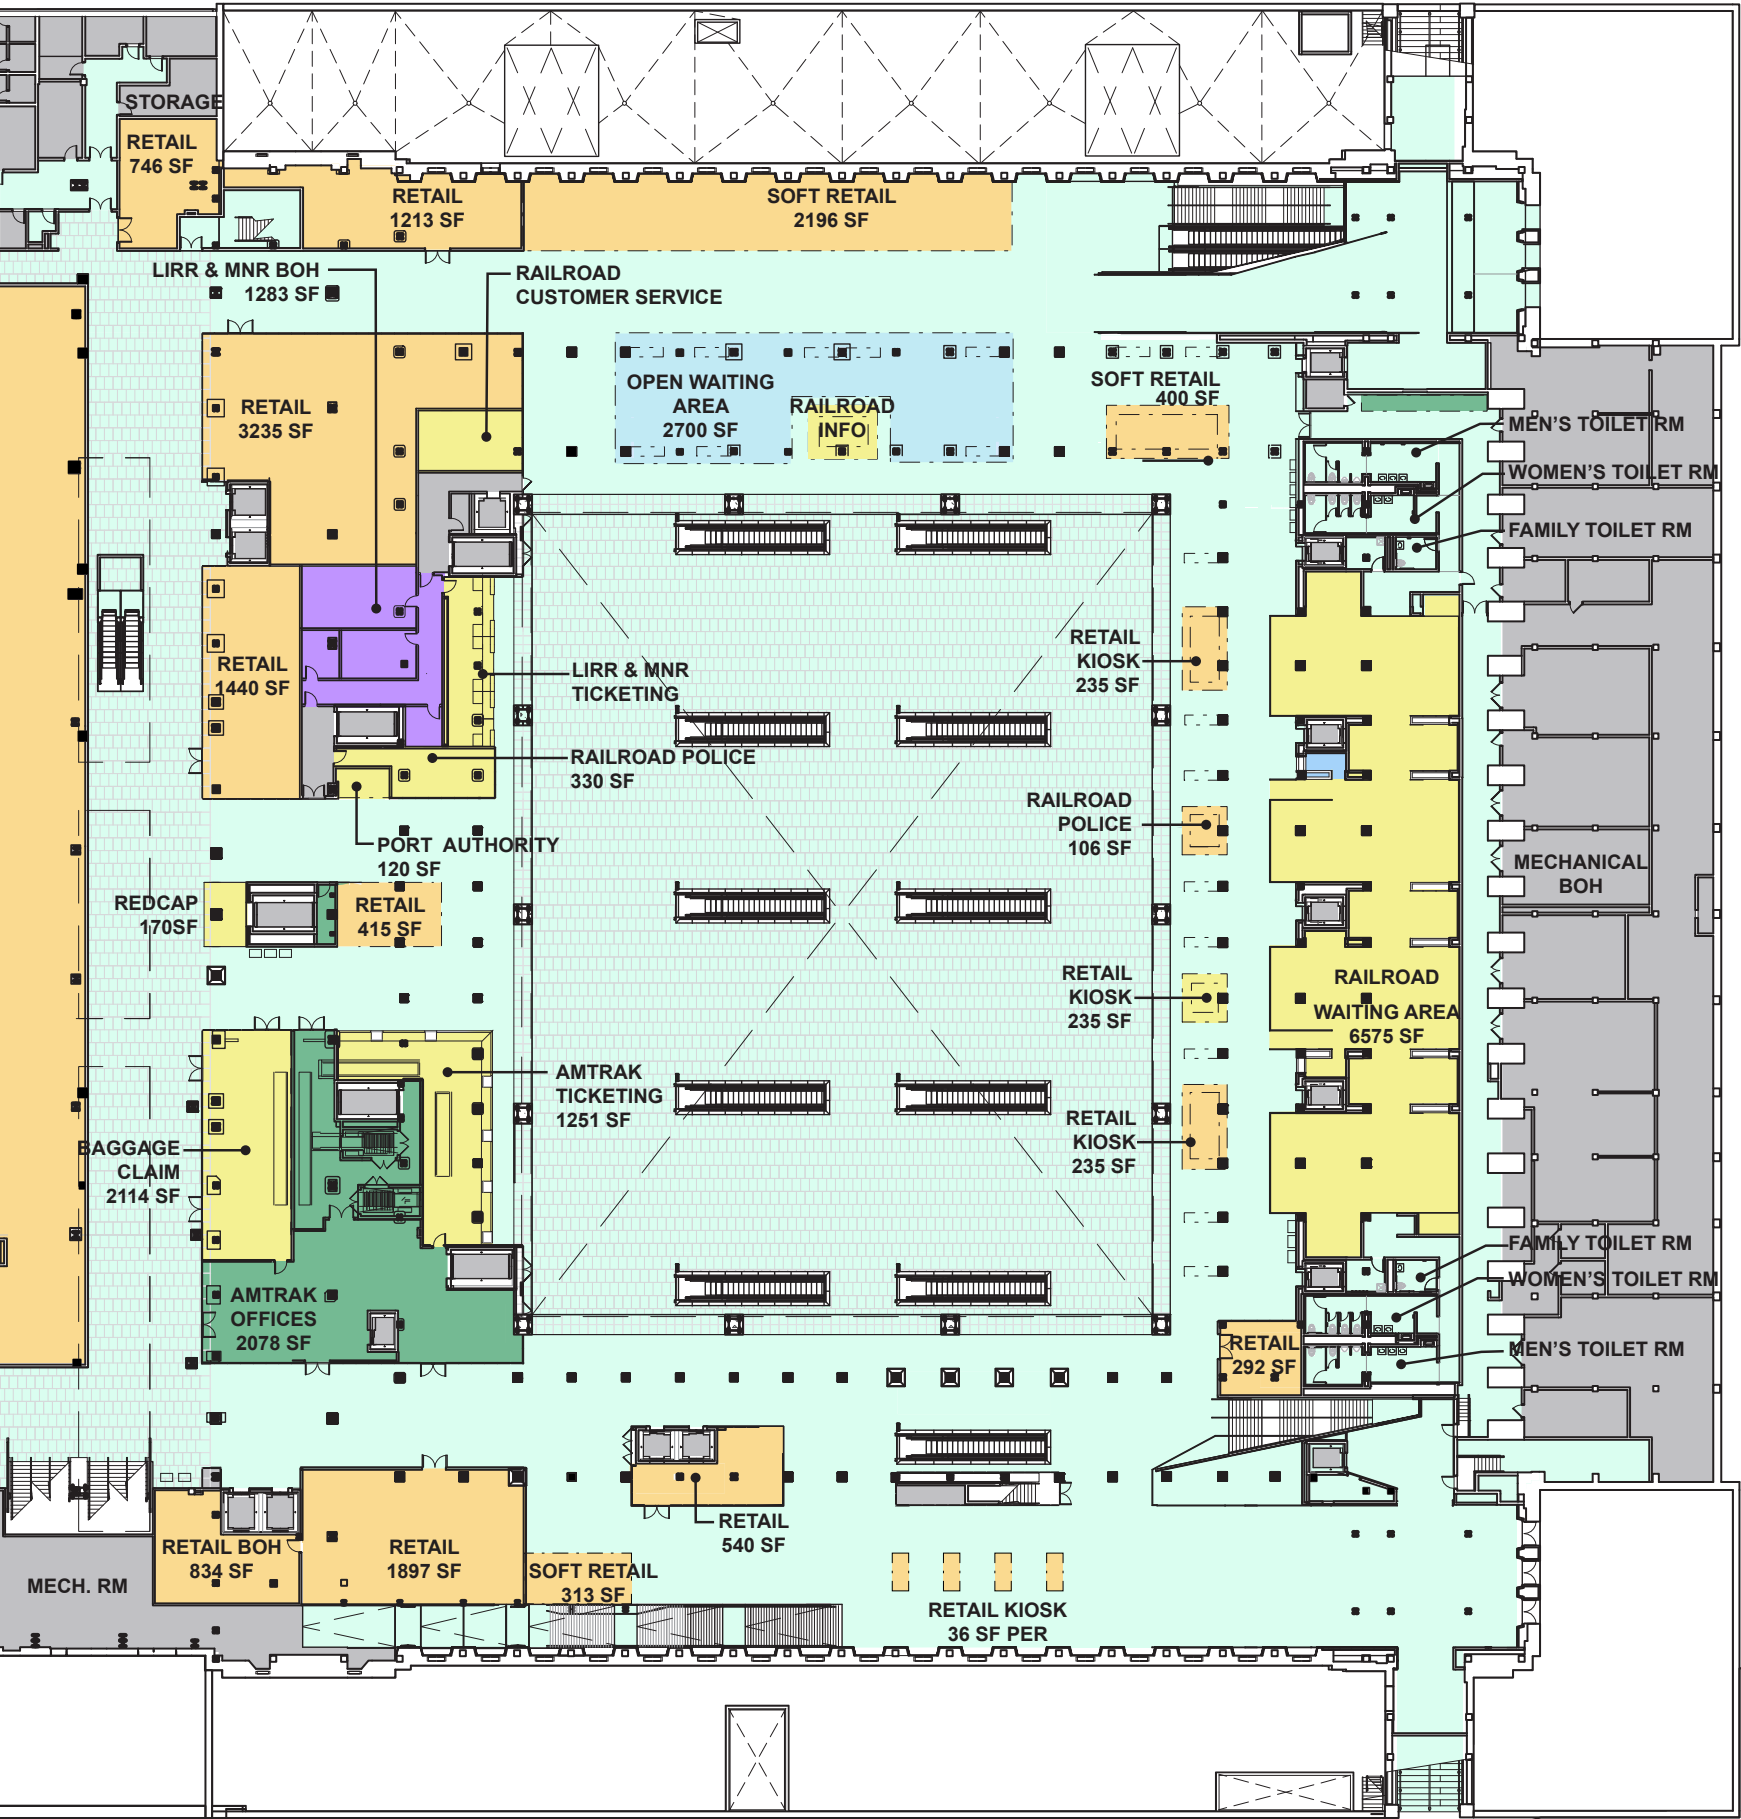 STORAGE
RETAIL
746 SF
RETAIL
1213 SF
SOFT RETAIL
2196 SF
LIRR & MNR BOH
1283 SF
RAILROAD
CUSTOMER SERVICE
RETAIL
3235 SF
OPEN WAITING
AREA
2700 SF
RAILROAD
INFO
SOFT RETAIL
400 SF
MEN'S TOILET RM
WOMEN'S TOILET RM
FAMILY TOILET RM
RETAIL
1440 SF
LIRR & MNR
TICKETING
RETAIL
KIOSK
235 SF
RAILROAD POLICE
330 SF
PORT AUTHORITY
120 SF
RAILROAD
POLICE
106 SF
MECHANICAL
BOH
REDCAP
170SF
RETAIL
415 SF
RETAIL
KIOSK
235 SF
RAILROAD
WAITING AREA
6575 SF
AMTRAK
TICKETING
1251 SF
BAGGAGE
CLAIM
2114 SF
RETAIL
KIOSK
235 SF
FAMILY TOILET RM
WOMEN'S TOILET RM
MEN'S TOILET RM
AMTRAK
OFFICES
2078 SF
RETAIL
292 SF
RETAIL
540 SF
RETAIL BOH
834 SF
RETAIL
1897 SF
SOFT RETAIL
313 SF
MECH. RM
RETAIL KIOSK
36 SF PER